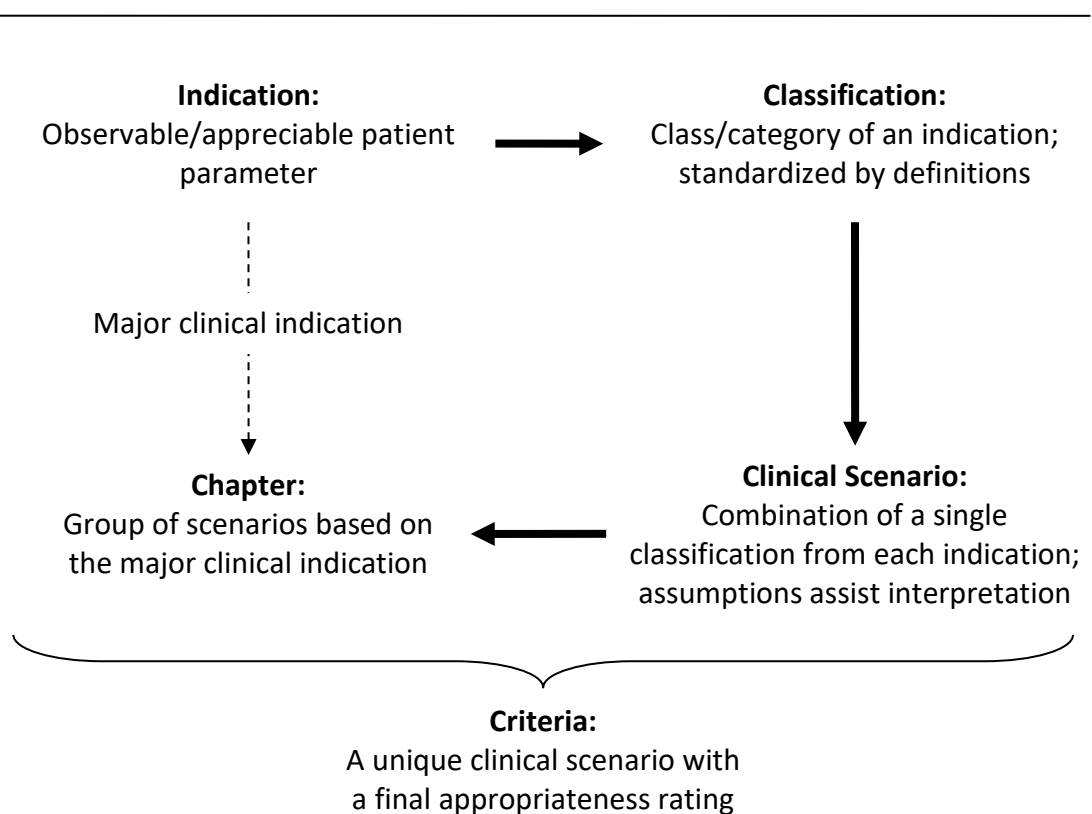 Indication:
Observable/appreciable patient
parameter
Classification:
Class/category of an indication;
standardized by definitions
Major clinical indication
Chapter:
Group of scenarios based on
the major clinical indication
Clinical Scenario:
Combination of a single
classification from each indication;
assumptions assist interpretation
Criteria:
A unique clinical scenario with
a final appropriateness rating